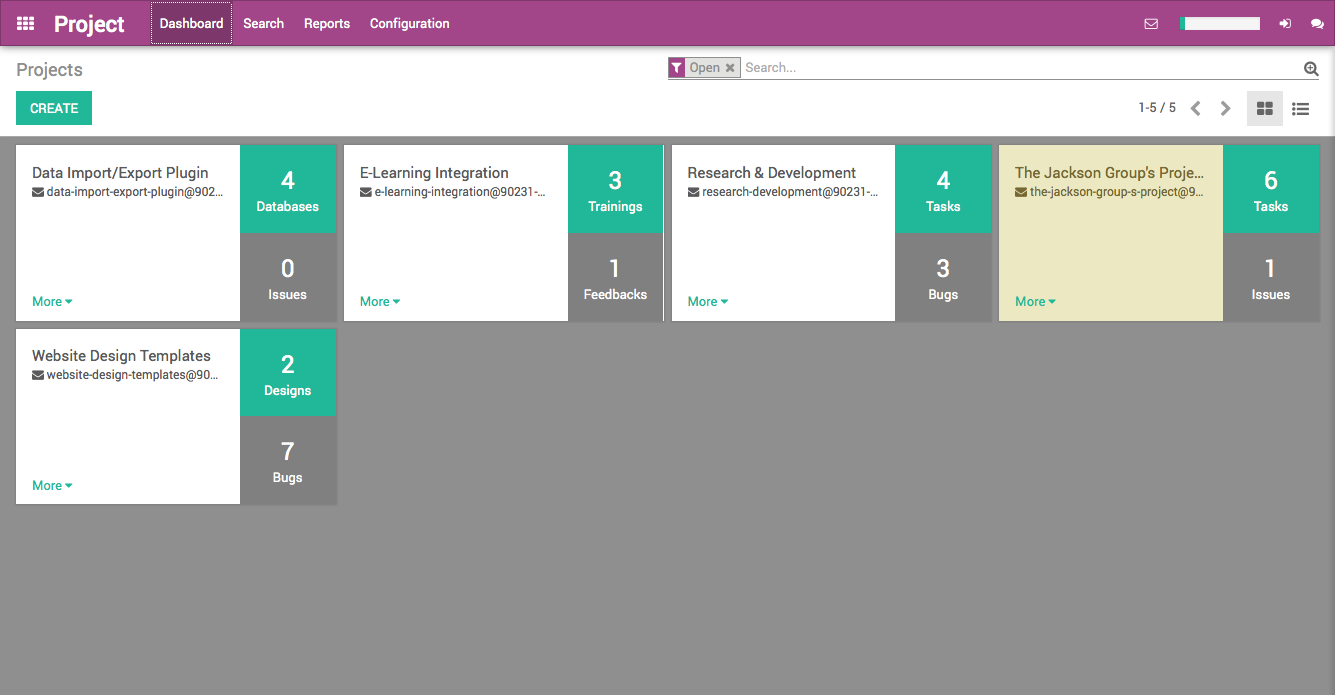 Project Dashboard Search Reports Configuration
Projects
Open Search...
CREATE
1-5 / 5
Data Import/Export Plugin
data-import-export-plugin@902...
More
4
Databases
0
Issues
E-Learning Integration
e-learning-integration@90231-...
More
3
Trainings
1
Feedbacks
Research & Development
research-development@90231-...
More
4
Tasks
3
Bugs
The Jackson Group's Proje...
the-jackson-group-s-project@9...
More
6
Tasks
1
Issues
Website Design Templates
website-design-templates@90...
More
2
Designs
7
Bugs